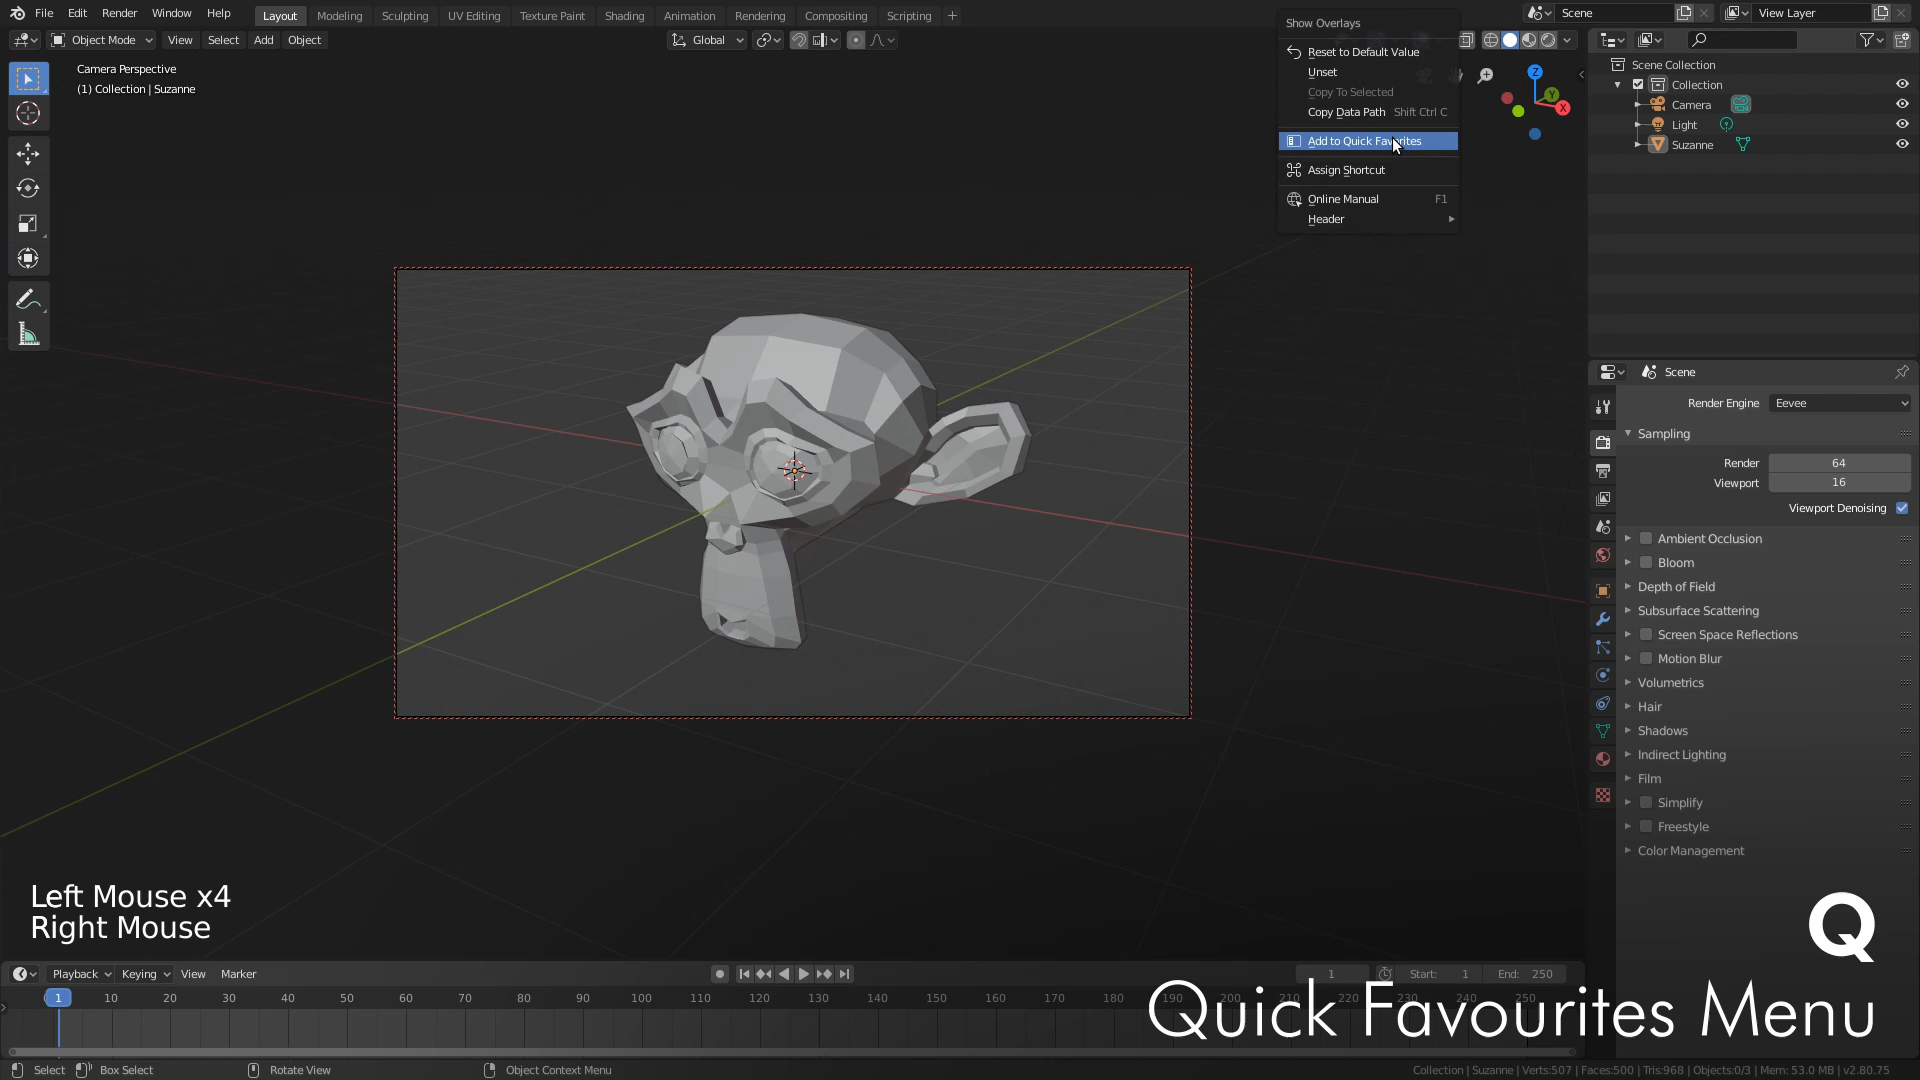 File Edit Render Window Help Layout Modeling Sculpting UV Editing Texture Paint Shading Animation Rendering Compositing Scripting + Scene View Layer
Object Mode View Select Add Object Global
Camera Perspective
(1) Collection | Suzanne
Show Overlays
Reset to Default Value
Unset
Copy To Selected
Copy Data Path Shift Ctrl C
Add to Quick Favorites
Assign Shortcut
Online Manual F1
Header
Z
Y
X
Scene Collection
Collection
Camera
Light
Suzanne
Scene
Render Engine Eevee
Sampling
Render 64
Viewport 16
Viewport Denoising
Ambient Occlusion
Bloom
Depth of Field
Subsurface Scattering
Screen Space Reflections
Motion Blur
Volumetrics
Hair
Shadows
Indirect Lighting
Film
Simplify
Freestyle
Color Management
Left Mouse x4
Right Mouse
Q
Quick Favourites Menu
Playback Keying View Marker 1 Start: 1 End: 250
1 10 20 30 40 50 60 70 80 90 100 110 120 130 140 150 160 170 180 190 200 210 220 230 240 250
Select Box Select Rotate View Object Context Menu Collection | Suzanne | Verts:507 | Faces:500 | Tris:968 | Objects:0/3 | Mem: 53.0 MB | v2.80.75